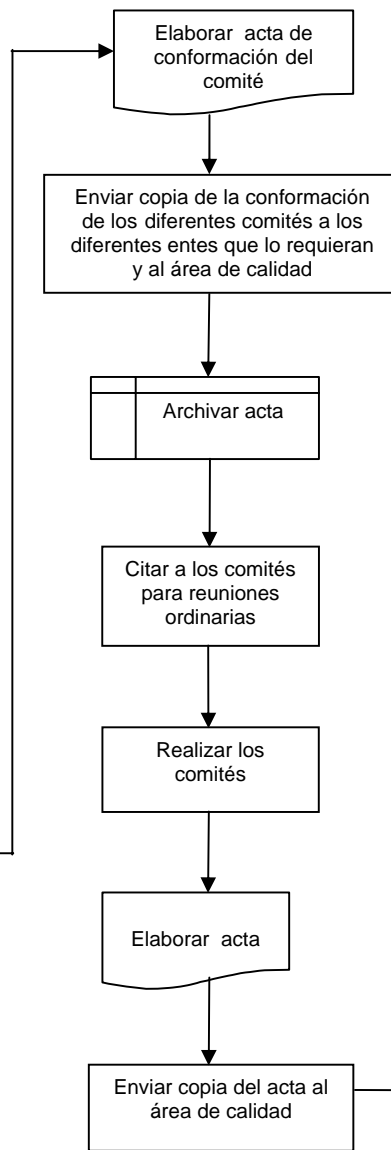 Elaborar acta de
conformación del
comité
Enviar copia de la conformación
de los diferentes comités a los
diferentes entes que lo requieran
y al área de calidad
Archivar acta
Citar a los comités
para reuniones
ordinarias
Realizar los
comités
Elaborar acta
Enviar copia del acta al
área de calidad